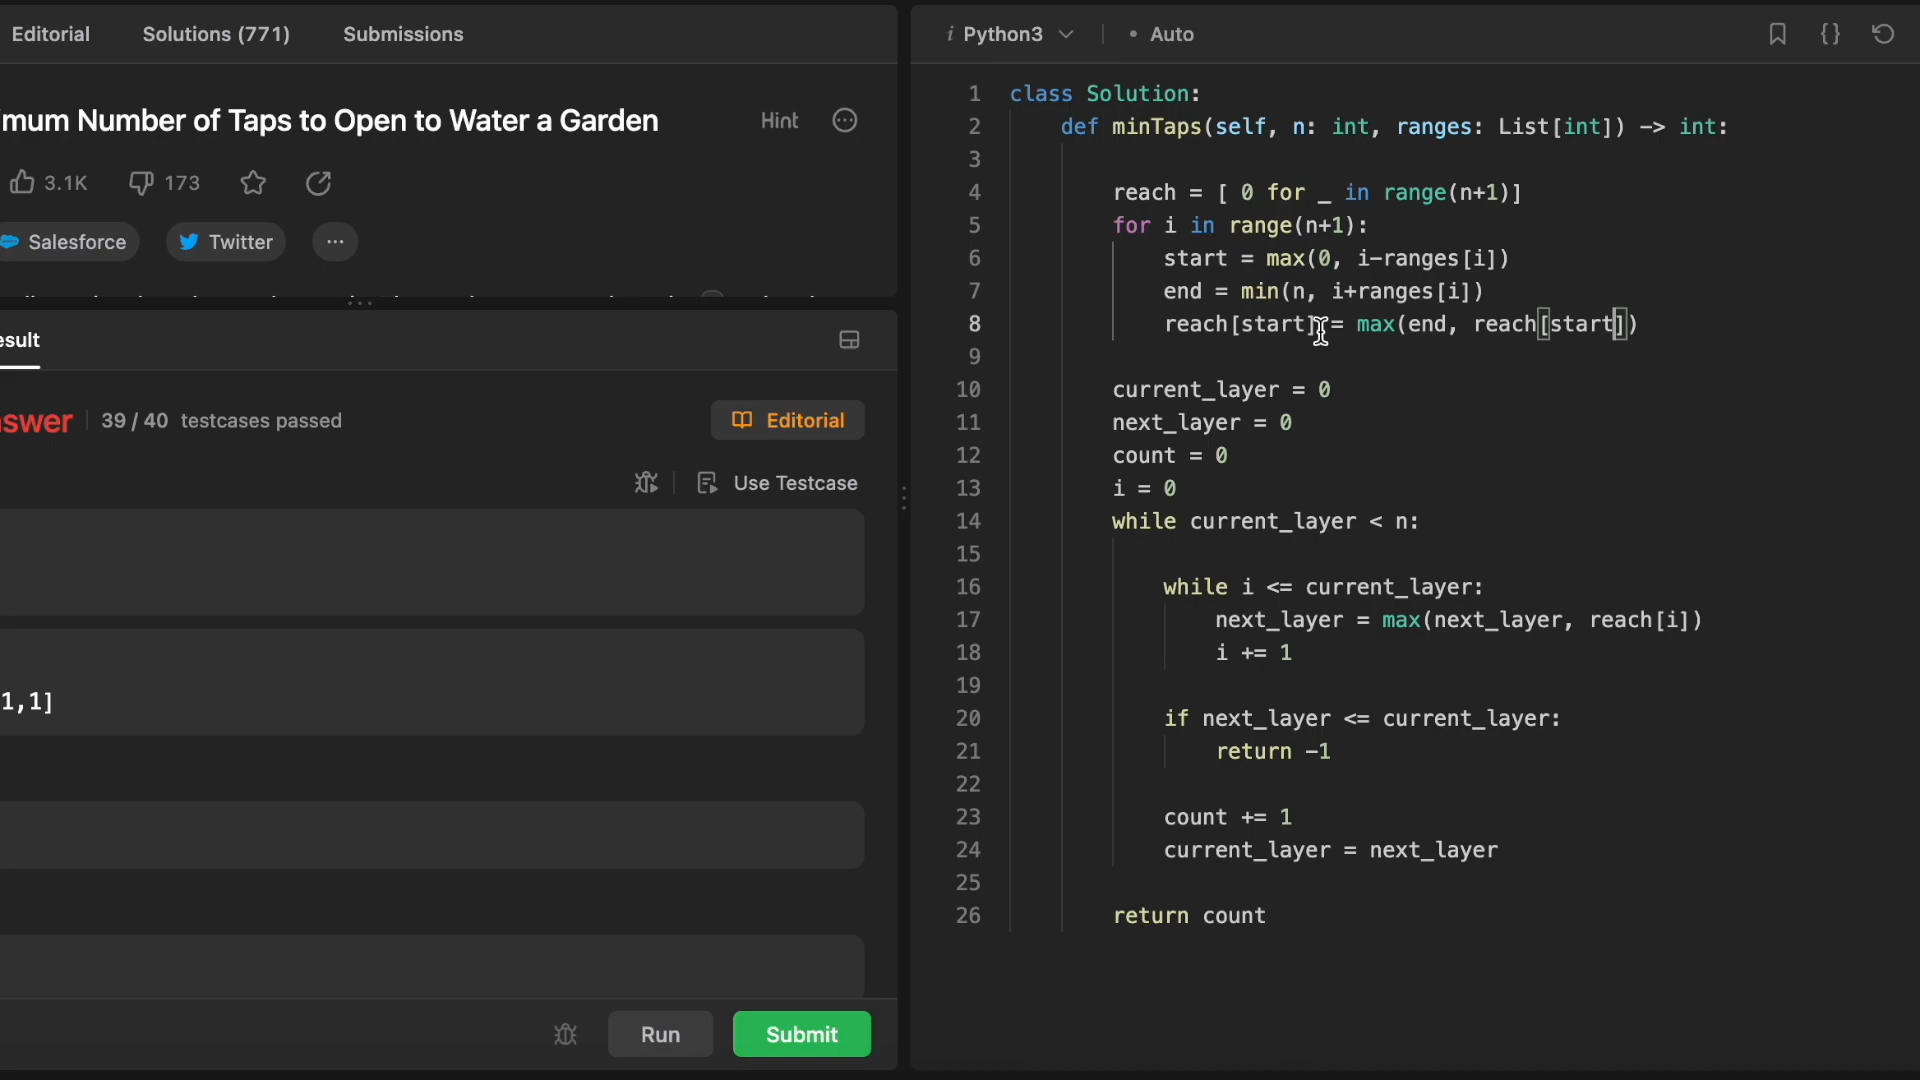 Editorial
Solutions (771)
Submissions
mum Number of Taps to Open to Water a Garden
Hint
3.1K
173
Salesforce
Twitter
...
esult
swer
39 / 40 testcases passed
Editorial
Use Testcase
1,1]
Run
Submit
i Python3
• Auto
{}
1 class Solution:
2 def minTaps(self, n: int, ranges: List[int]) -> int:
3
4 reach = [ 0 for _ in range(n+1)]
5 for i in range(n+1):
6 start = max(0, i-ranges[i])
7 end = min(n, i+ranges[i])
8 reach[start] = max(end, reach[start])
9
10 current_layer = 0
11 next_layer = 0
12 count = 0
13 i = 0
14 while current_layer < n:
15
16 while i <= current_layer:
17 next_layer = max(next_layer, reach[i])
18 i += 1
19
20 if next_layer <= current_layer:
21 return -1
22
23 count += 1
24 current_layer = next_layer
25
26 return count